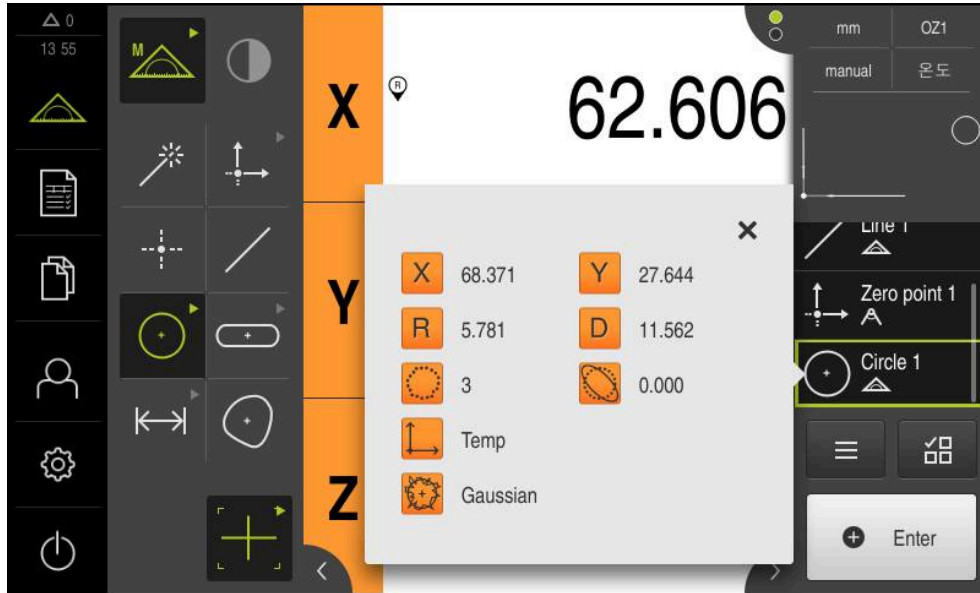 0
13 55
M
X
R
62.606
mm
OZ1
manual
온도
X 68.371
Y 27.644
R 5.781
D 11.562
3
0.000
Temp
Gaussian
Y
Z
Line 1
Zero point 1
Circle 1
Enter